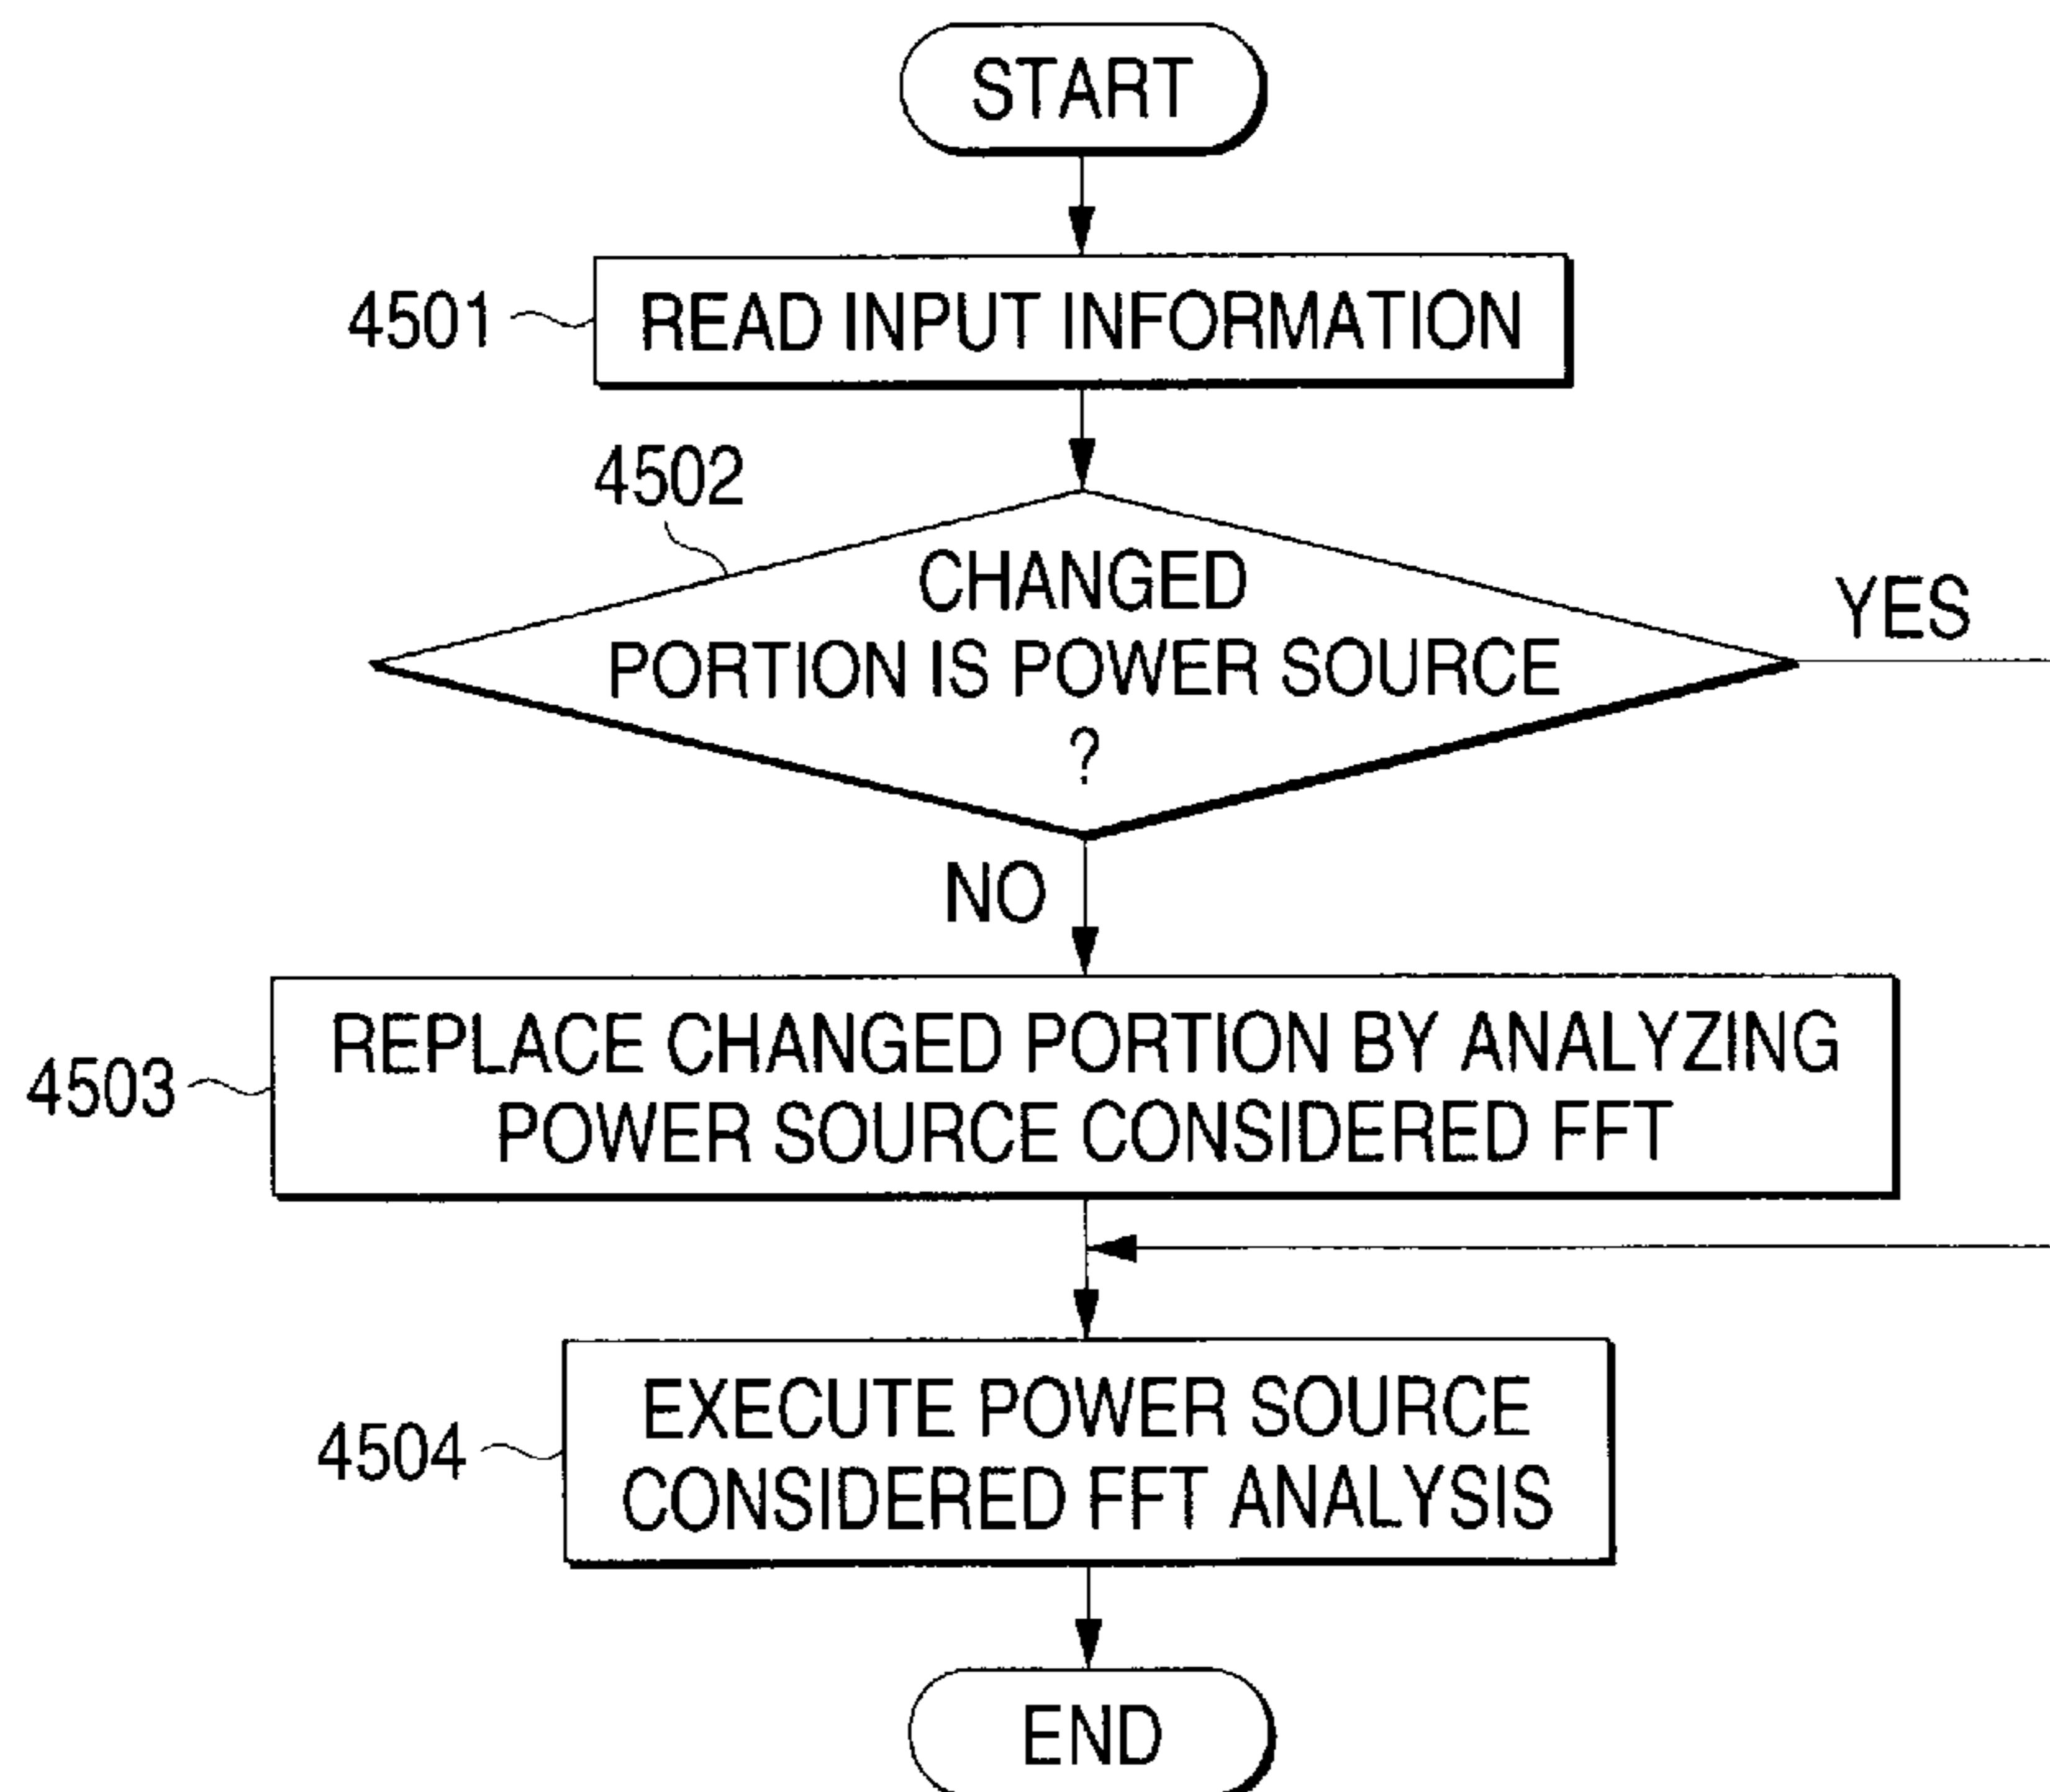 START
4501
READ INPUT INFORMATION
4502
CHANGED
PORTION IS POWER SOURCE
?
YES
NO
4503
REPLACE CHANGED PORTION BY ANALYZING
POWER SOURCE CONSIDERED FFT
4504
EXECUTE POWER SOURCE
CONSIDERED FFT ANALYSIS
END